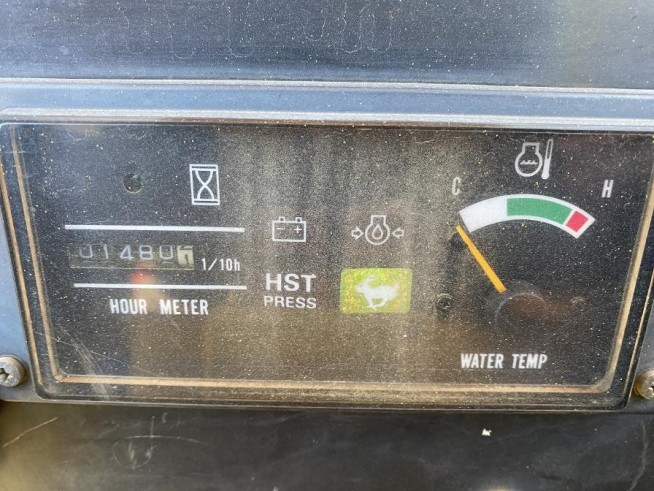 C H
01480
1/10h
HOUR METER
HST
PRESS
WATER TEMP